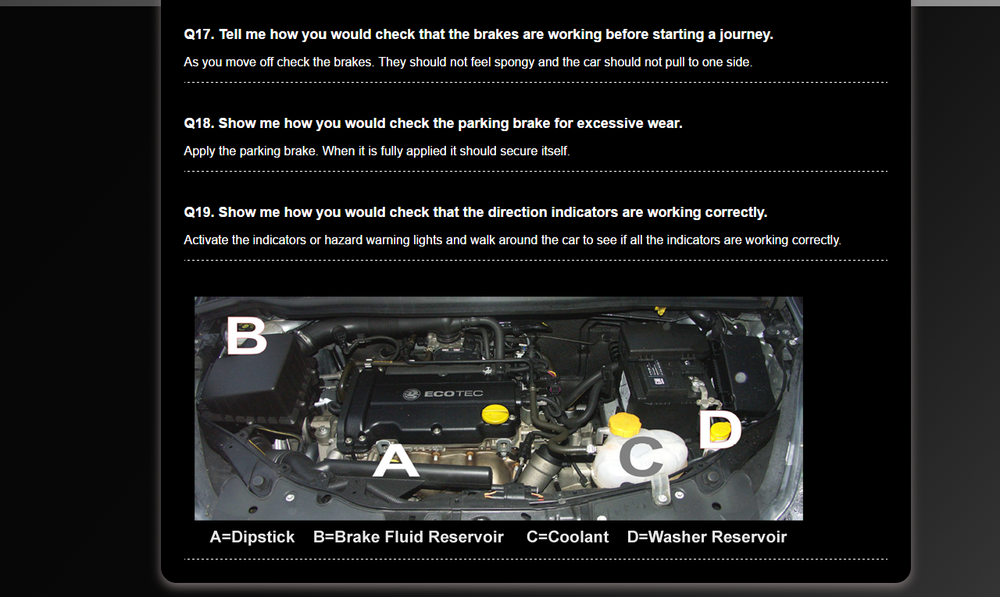 Q17. Tell me how you would check that the brakes are working before starting a journey.
As you move off check the brakes. They should not feel spongy and the car should not pull to one side.
Q18. Show me how you would check the parking brake for excessive wear.
Apply the parking brake. When it is fully applied it should secure itself.
Q19. Show me how you would check that the direction indicators are working correctly.
Activate the indicators or hazard warning lights and walk around the car to see if all the indicators are working correctly.
B
ECOTEC
D
A
C
A=Dipstick B=Brake Fluid Reservoir C=Coolant D=Washer Reservoir